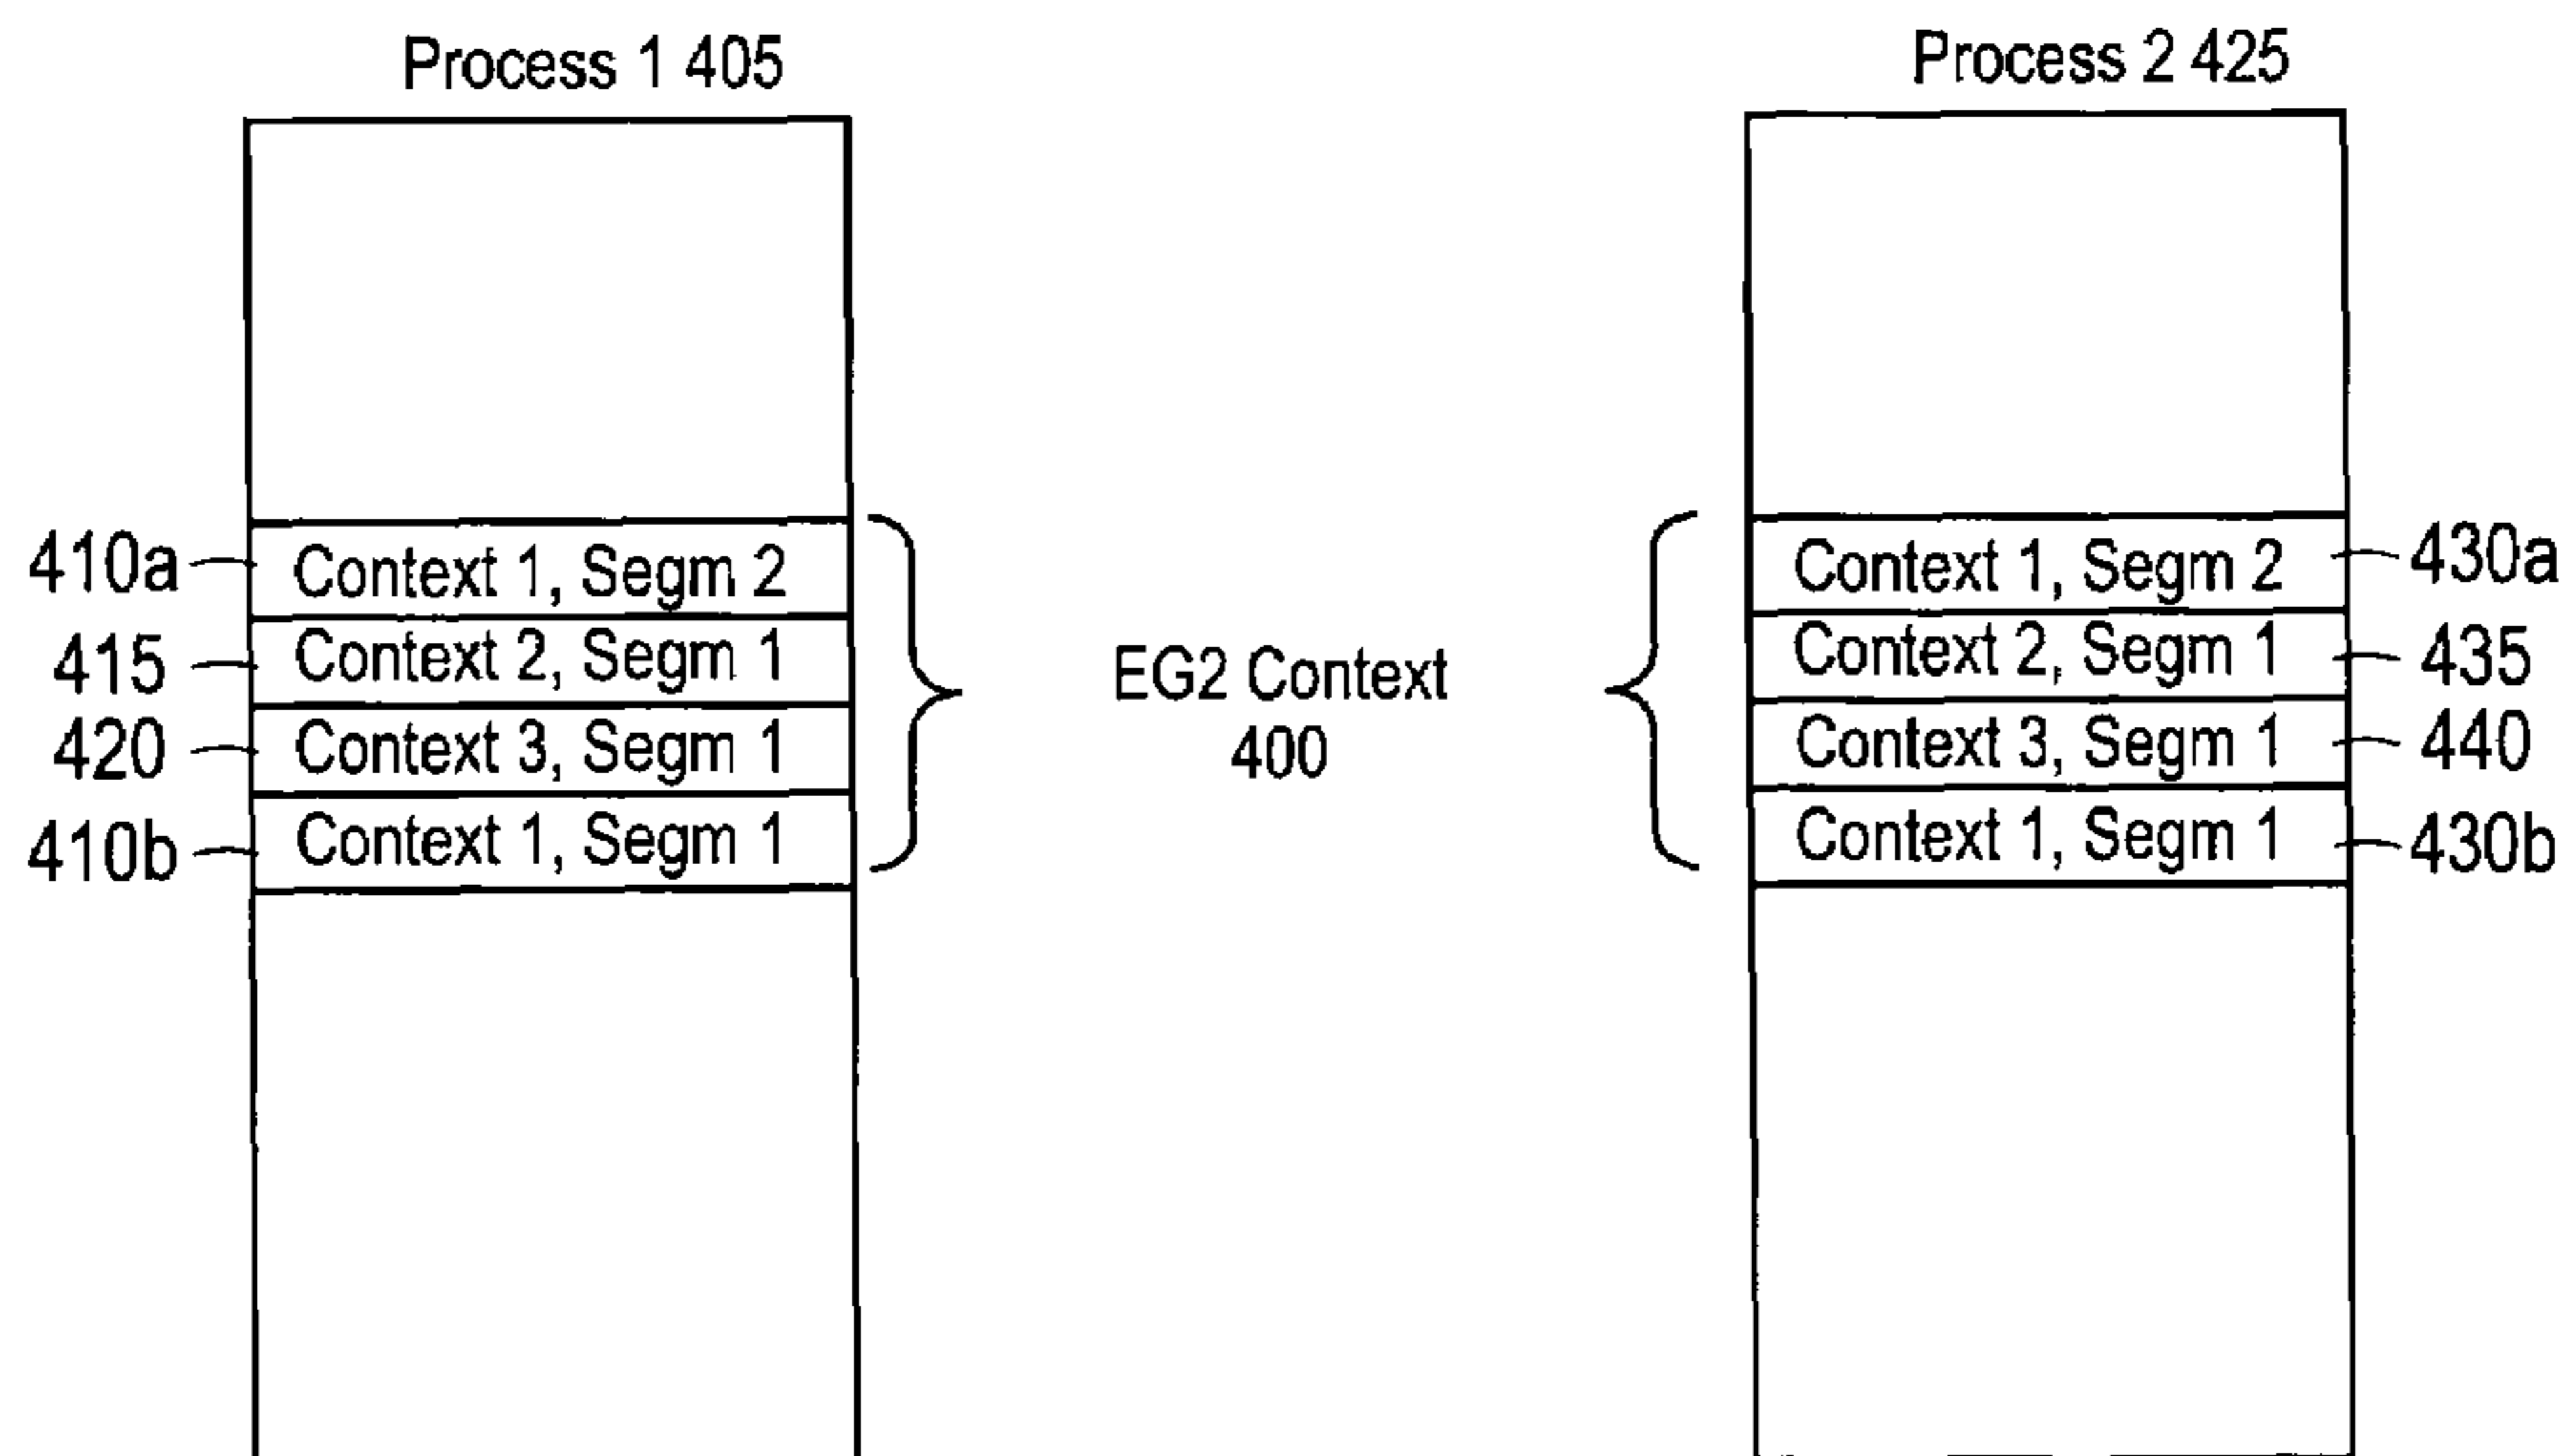 Process 1 405
Process 2 425
410a
Context 1, Segm 2
415
Context 2, Segm 1
420
Context 3, Segm 1
410b
Context 1, Segm 1
EG2 Context
400
Context 1, Segm 2
430a
Context 2, Segm 1
435
Context 3, Segm 1
440
Context 1, Segm 1
430b